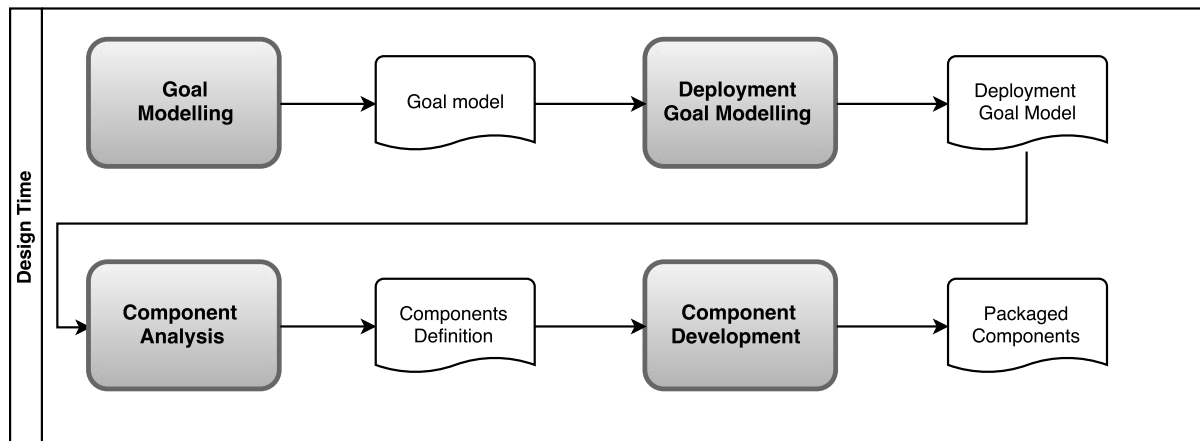 Design Time
Goal
Modelling
Goal model
Deployment
Goal Modelling
Deployment
Goal Model
Component
Analysis
Components
Definition
Component
Development
Packaged
Components